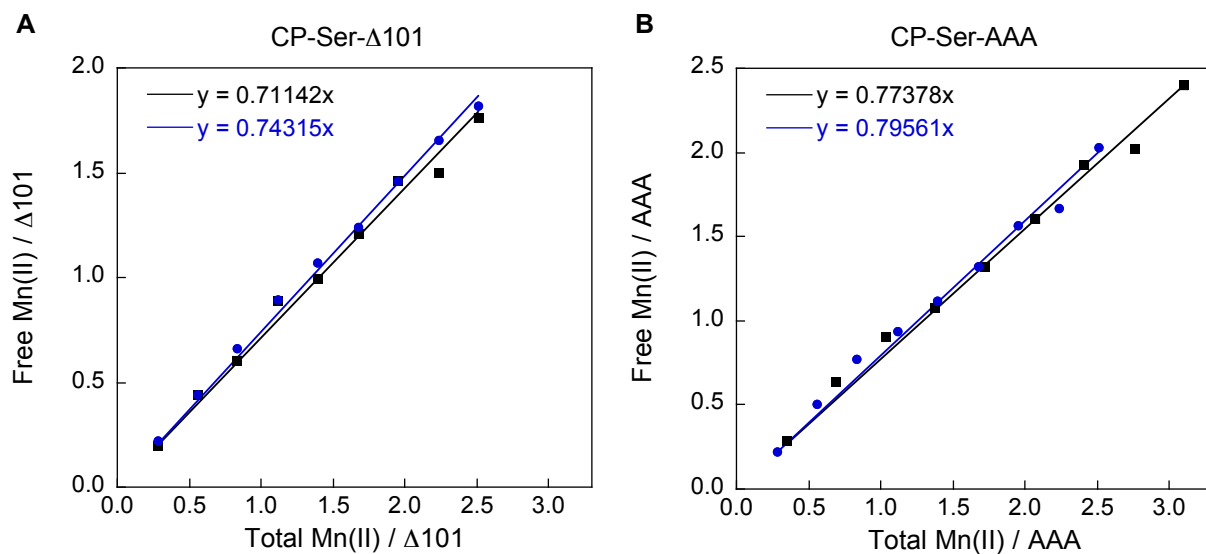 A
CP-Ser-Δ101
y = 0.71142x
y = 0.74315x
2.0
1.5
1.0
0.5
0.0
0.0 0.5 1.0 1.5 2.0 2.5 3.0
Free Mn(II) / Δ101
Total Mn(II) / Δ101
B
CP-Ser-AAA
y = 0.77378x
y = 0.79561x
2.5
2.0
1.5
1.0
0.5
0.0
0.0 0.5 1.0 1.5 2.0 2.5 3.0
Free Mn(II) / AAA
Total Mn(II) / AAA